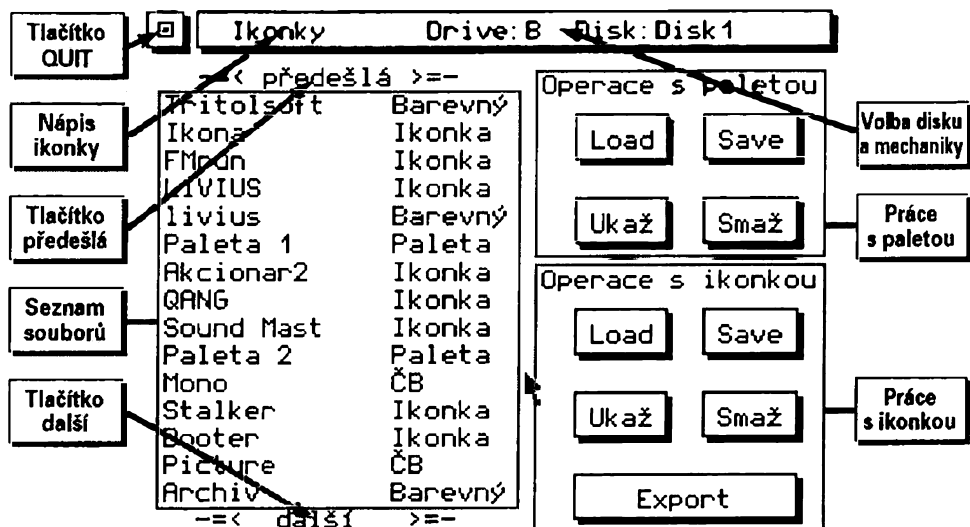 Tlačítko
QUIT
Ikonky Drive:B Disk:Disk1
Nápis
ikonky
Tlačítko
předešlá
Seznam
souborů
Tlačítko
další
-=< předešlá >=-
Tritolsoft Barevný
Ikona Ikonka
FMpdn Ikonka
LIVIUS Ikonka
livius Barevný
Paleta 1 Paleta
Akcionar2 Ikonka
QANG Ikonka
Sound Mast Ikonka
Paleta 2 Paleta
Mono ČB
Stalker Ikonka
Booter Ikonka
Picture ČB
Archiv Barevný
-=< další >=-
Operace s paletou
Load Save
Ukaž Smaž
Operace s ikonkou
Load Save
Ukaž Smaž
Export
Volba disku
a mechaniky
Práce
s paletou
Práce
s ikonkou